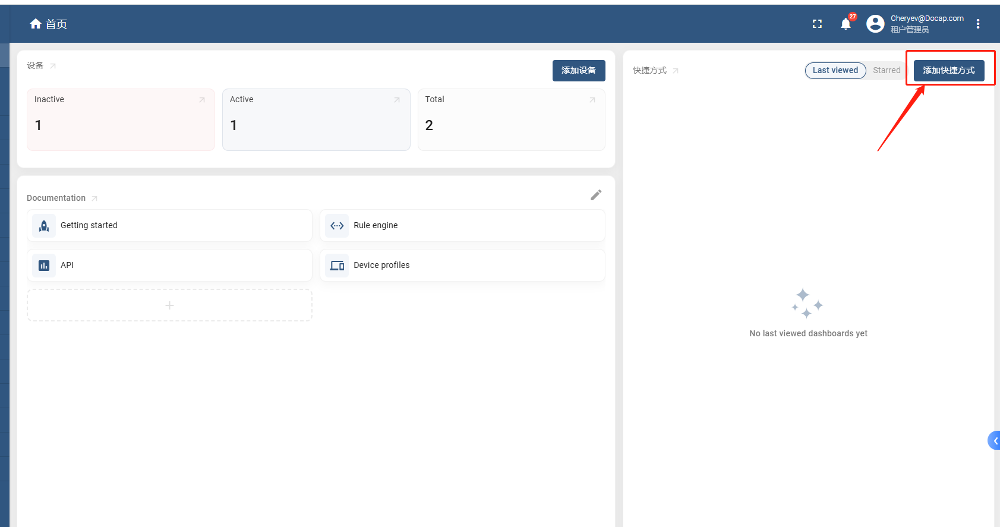 首页
27
Cheryev@Docap.com
租户管理员
设备
添加设备
Inactive
1
Active
1
Total
2
Documentation
Getting started
Rule engine
API
Device profiles
快捷方式
Last viewed
Starred
添加快捷方式
No last viewed dashboards yet